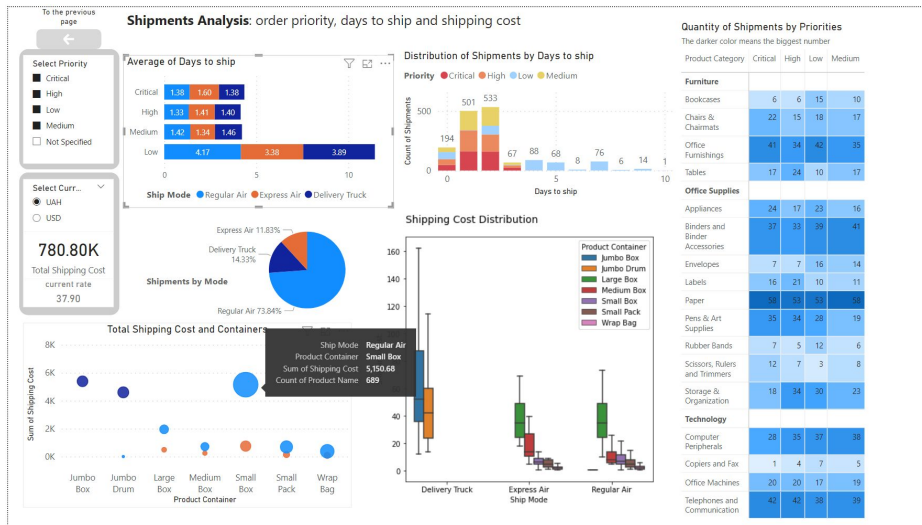 To the previous
page
Shipments Analysis: order priority, days to ship and shipping cost
Select Priority
Critical
High
Low
Medium
Not Specified
Select Curr...
UAH
USD
780.80K
Total Shipping Cost
current rate
37.90
Average of Days to ship
Critical 1.38 1.60 1.38
High 1.33 1.41 1.40
Medium 1.42 1.34 1.46
Low 4.17 3.38 3.89
0 5 10
Ship Mode Regular Air Express Air Delivery Truck
Express Air 11.83%
Delivery Truck
14.33%
Shipments by Mode
Regular Air 73.84%
Distribution of Shipments by Days to ship
Priority Critical High Low Medium
Count of Shipments
500
0
194 501 533 67 88 68 8 76 6 14 1
0 5 10
Days to ship
Total Shipping Cost and Containers
Sum of Shipping Cost
8K
6K
4K
2K
0K
Jumbo Box
Jumbo Drum
Large Box
Medium Box
Small Box
Small Pack
Wrap Bag
Product Container
Ship Mode Regular Air
Product Container Small Box
Sum of Shipping Cost 5,150.68
Count of Product Name 689
Shipping Cost Distribution
160
140
120
100
40
20
0
Product Container
Jumbo Box
Jumbo Drum
Large Box
Medium Box
Small Box
Small Pack
Wrap Bag
Delivery Truck Express Air Regular Air
Ship Mode
Quantity of Shipments by Priorities
The darker color means the biggest number
Product Category Critical High Low Medium
Furniture
Bookcases 6 6 15 10
Chairs & Chairmats 22 15 18 17
Office Furnishings 41 34 42 35
Tables 17 24 10 17
Office Supplies
Appliances 24 17 23 16
Binders and Binder Accessories 37 33 39 41
Envelopes 7 7 16 14
Labels 16 21 10 11
Paper 58 53 53 58
Pens & Art Supplies 35 34 28 19
Rubber Bands 7 5 12 6
Scissors, Rulers and Trimmers 12 7 3 8
Storage & Organization 18 34 30 23
Technology
Computer Peripherals 28 35 37 38
Copiers and Fax 1 4 7 5
Office Machines 20 20 17 19
Telephones and Communication 42 42 38 39